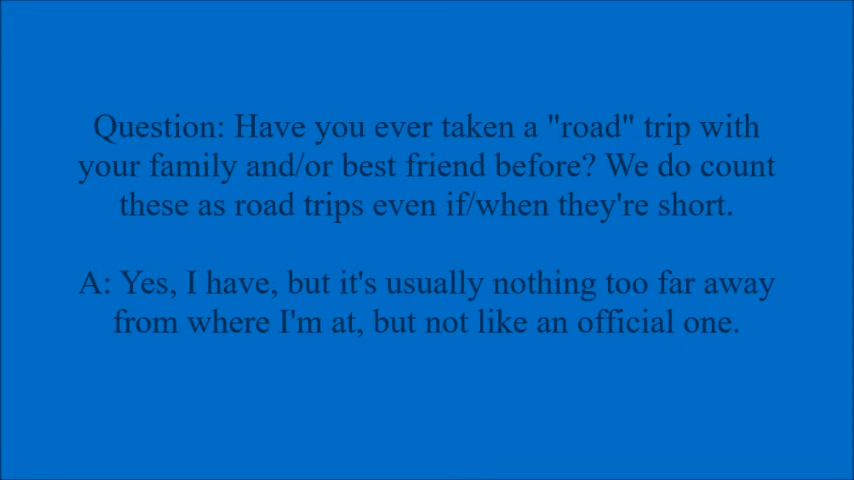 Question: Have you ever taken a "road" trip with
your family and/or best friend before? We do count
these as road trips even if/when they're short.
A: Yes, I have, but it's usually nothing too far away
from where I'm at, but not like an official one.